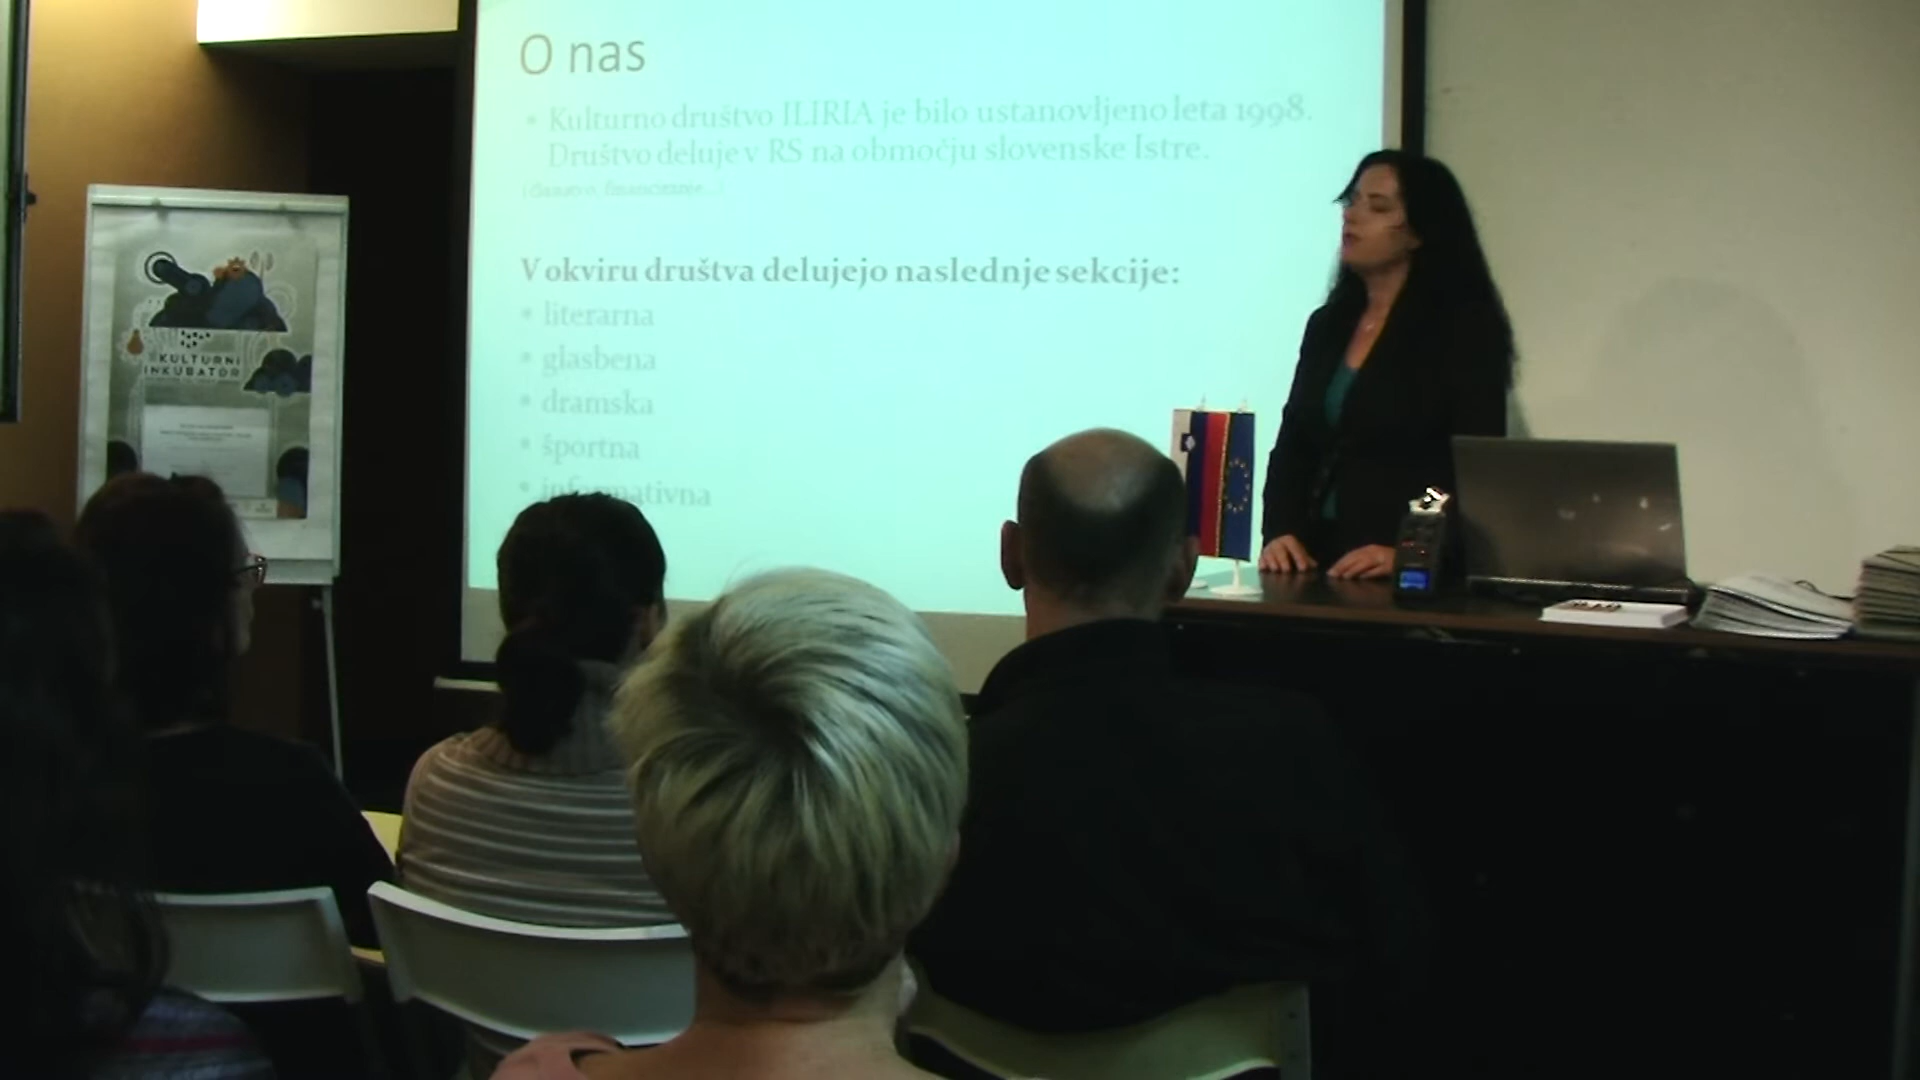 O nas
• Kulturno društvo ILIRIA je bilo ustanovljeno leta 1998.
Društvo deluje v RS na območju slovenske Istre.
V okviru društva delujejo naslednje sekcije:
• literarna
• glasbena
• dramska
• športna
• informativna
KULTURNI
INKUBATOR